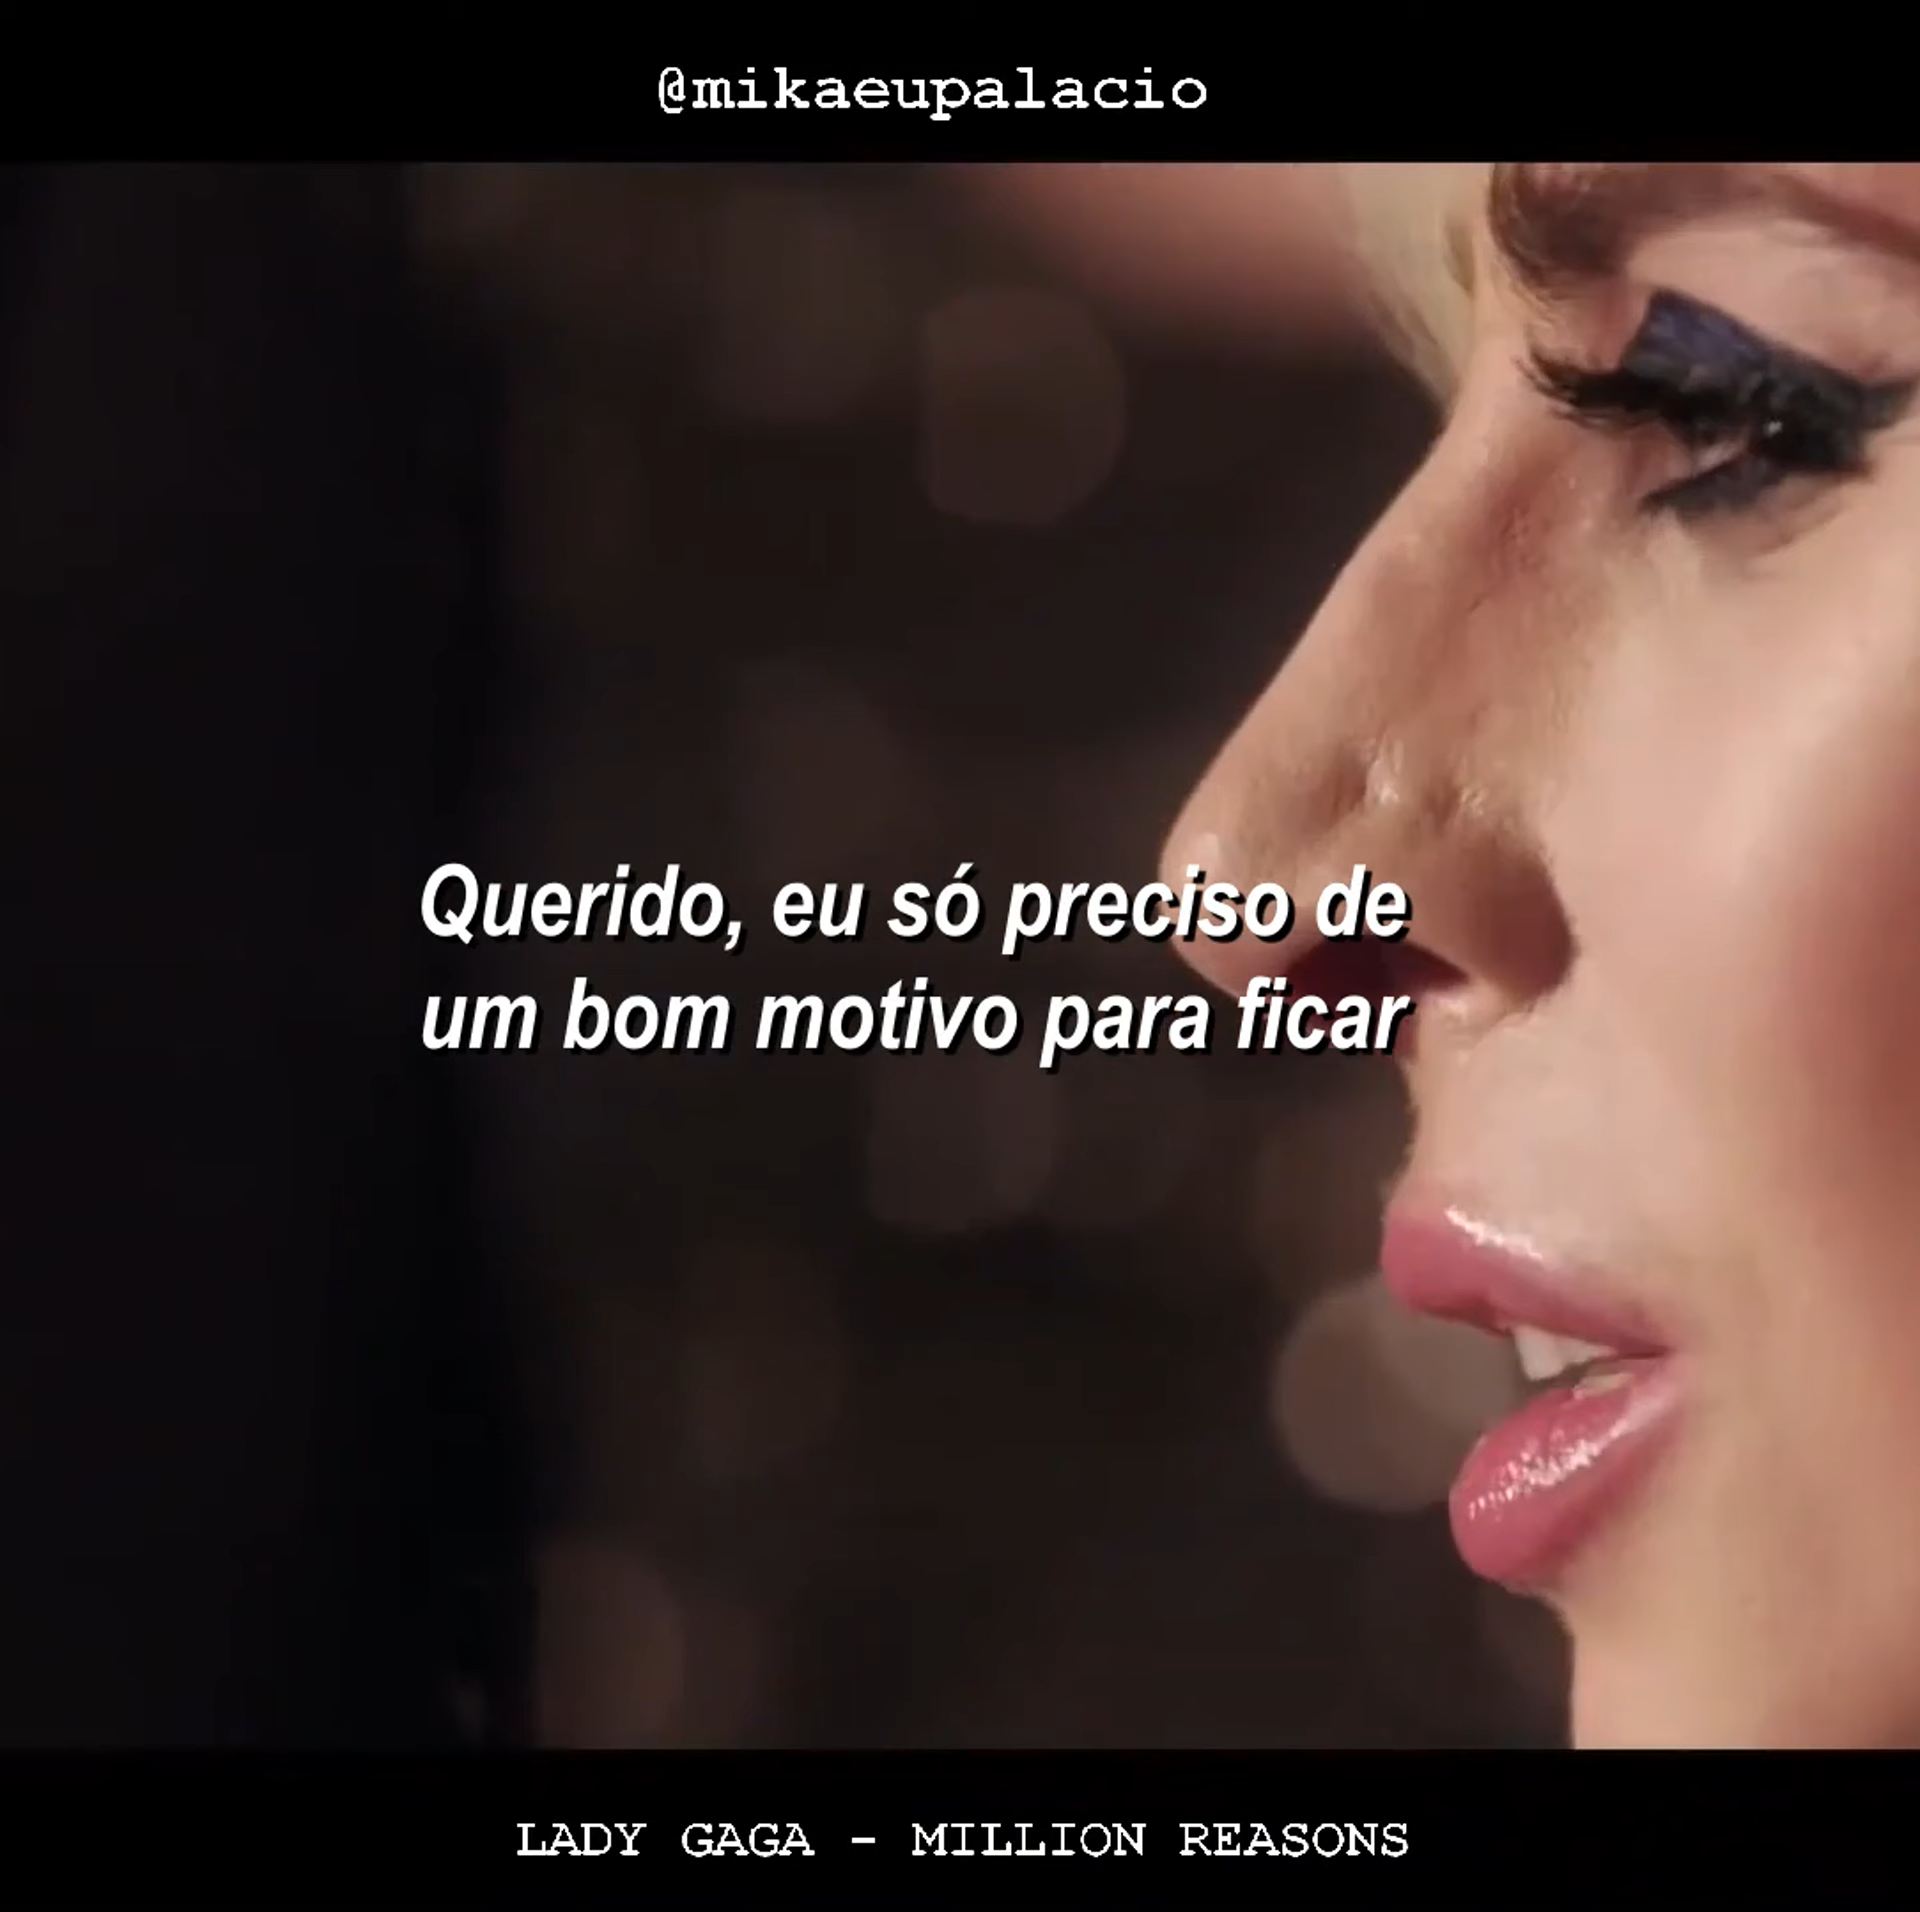 @mikaeupalacio
Querido, eu só preciso de
um bom motivo para ficar
LADY GAGA - MILLION REASONS